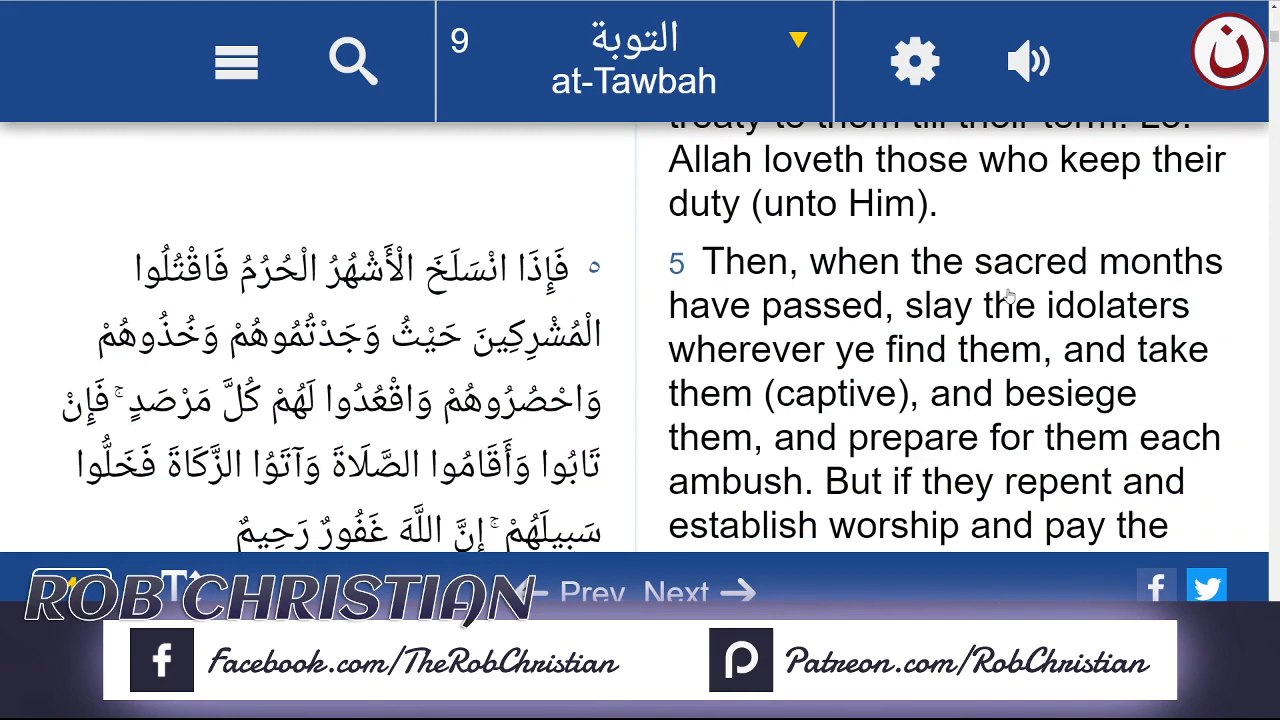 9
التوبة
at-Tawbah
ن
Allah loveth those who keep their
duty (unto Him).
٥ فَإِذَا انْسَلَخَ الْأَشْهُرُ الْحُرُمُ فَاقْتُلُوا
الْمُشْرِكِينَ حَيْثُ وَجَدْتُمُوهُمْ وَخُذُوهُمْ
وَاحْصُرُوهُمْ وَاقْعُدُوا لَهُمْ كُلَّ مَرْصَدٍ ۚ فَإِنْ
تَابُوا وَأَقَامُوا الصَّلَاةَ وَآتَوُا الزَّكَاةَ فَخَلُّوا
سَبِيلَهُمْ ۚ إِنَّ اللَّهَ غَفُورٌ رَحِيمٌ
5 Then, when the sacred months
have passed, slay the idolaters
wherever ye find them, and take
them (captive), and besiege
them, and prepare for them each
ambush. But if they repent and
establish worship and pay the
Prev Next
ROB CHRISTIAN
Facebook.com/TheRobChristian
Patreon.com/RobChristian